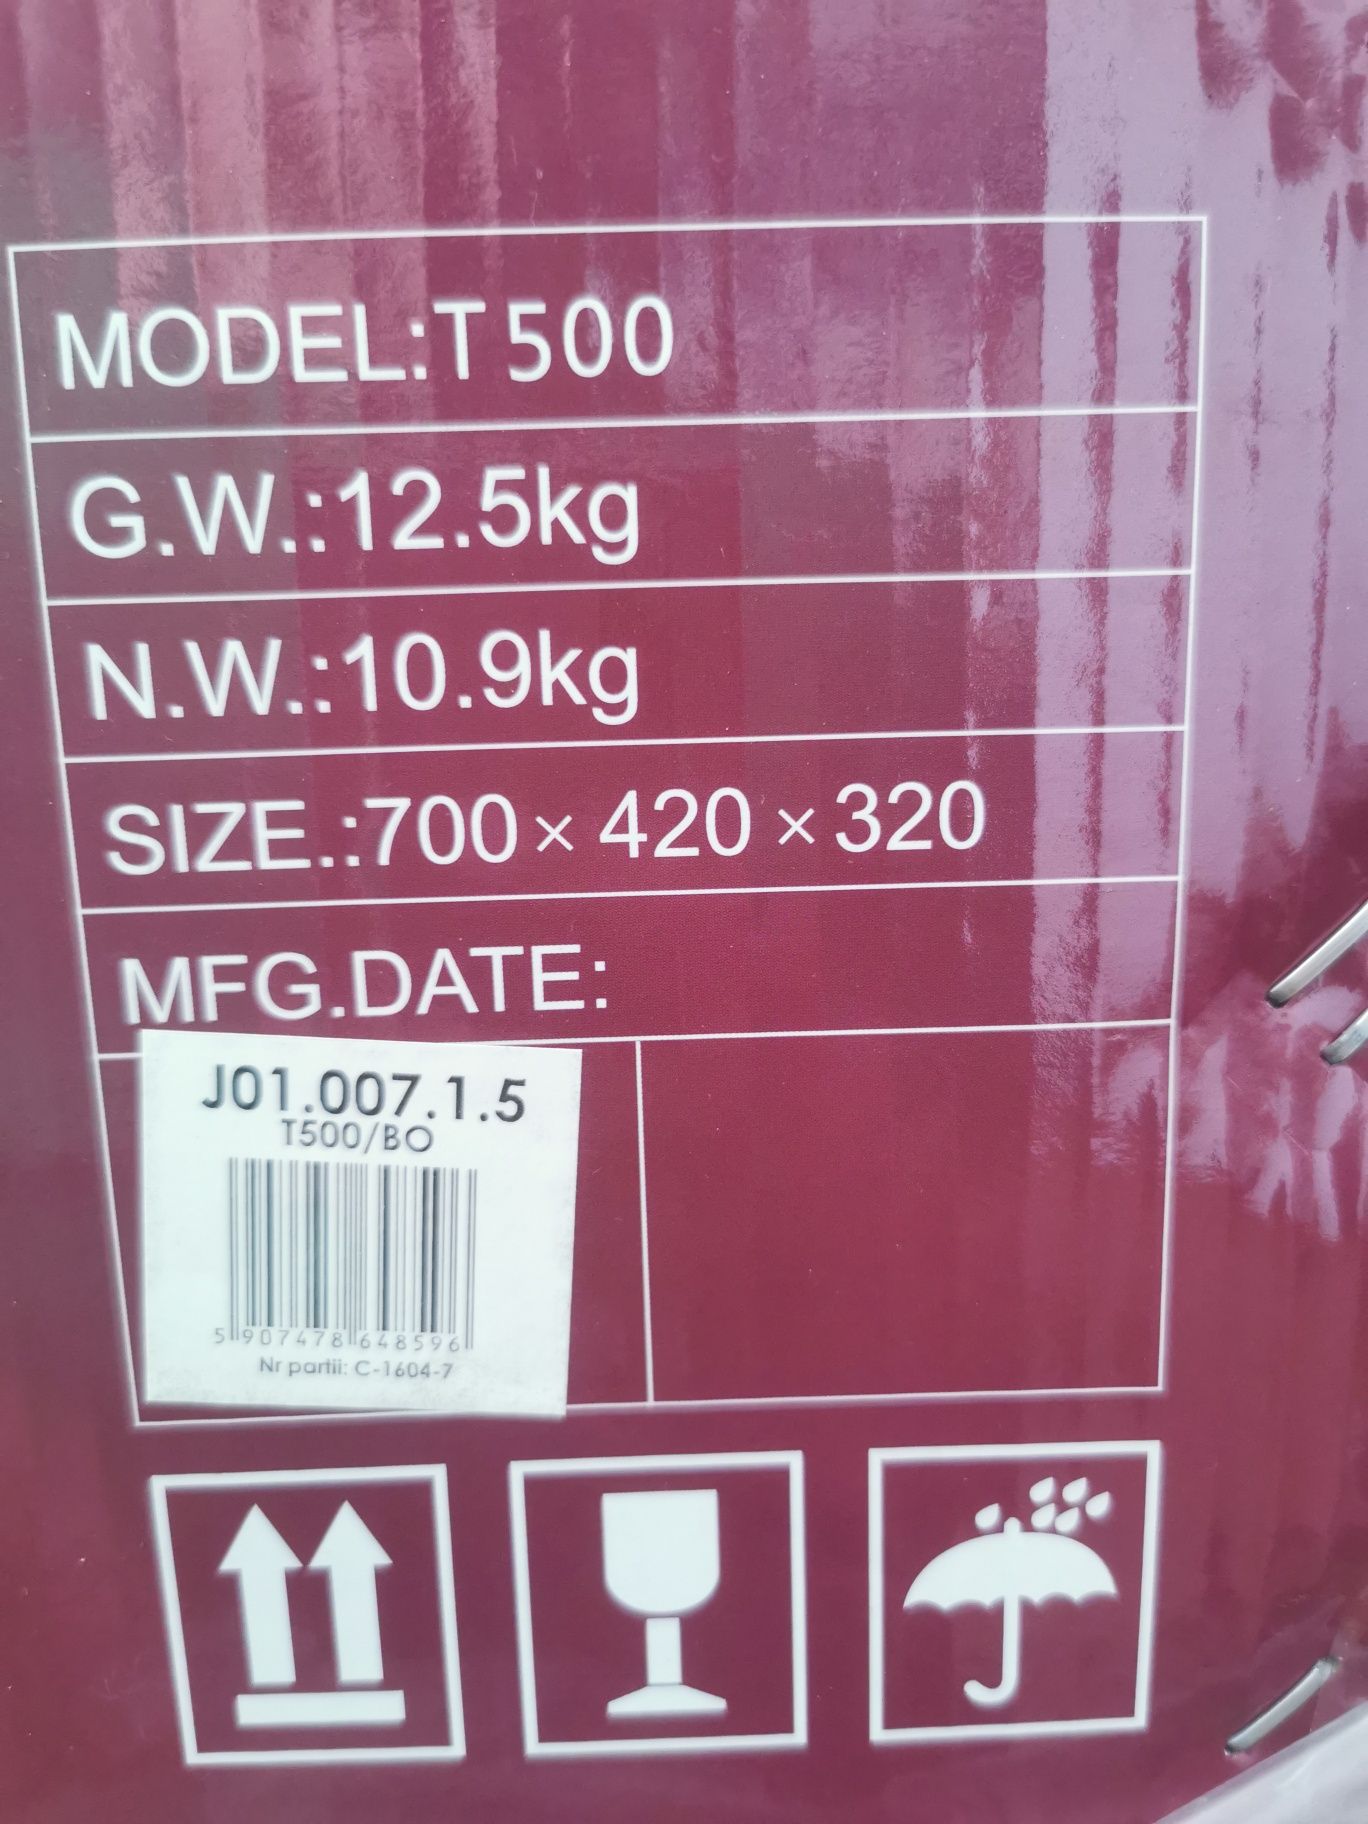 MODEL:T500
G.W.:12.5kg
N.W.:10.9kg
SIZE.:700×420×320
MFG.DATE:
J01.007.1.5
T500/BO
5 907478 648596
Nr partii: C-1604-7